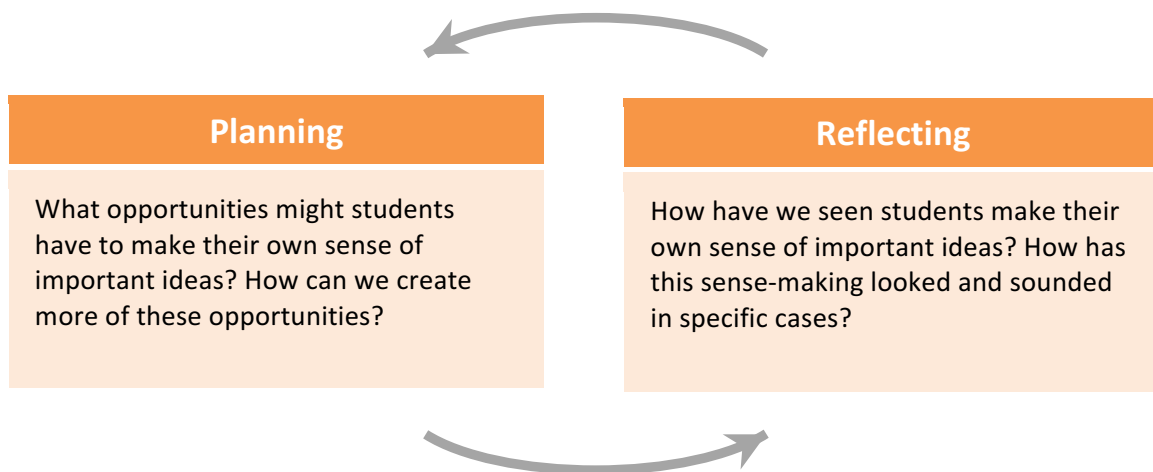 Planning
What opportunities might students
have to make their own sense of
important ideas? How can we create
more of these opportunities?
Reflecting
How have we seen students make their
own sense of important ideas? How has
this sense-making looked and sounded
in specific cases?